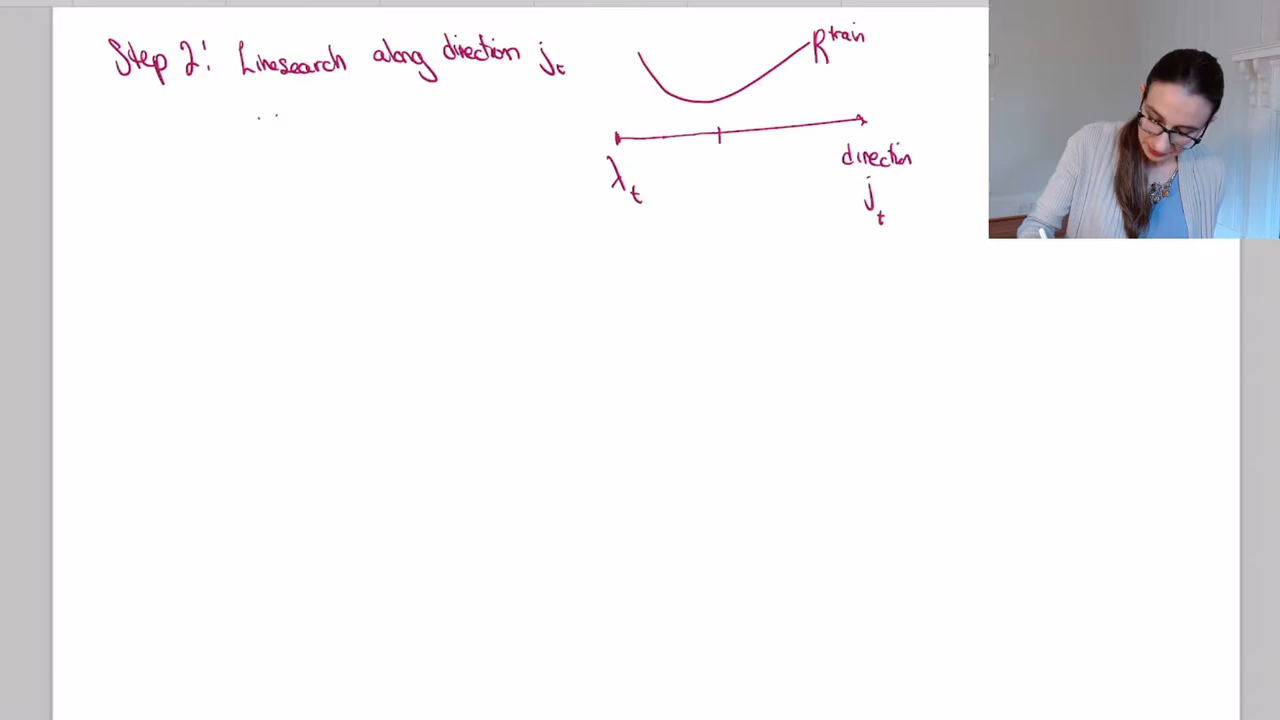 Step 2: Linesearch along direction j_t
R^train
direction
λ_t
j_t